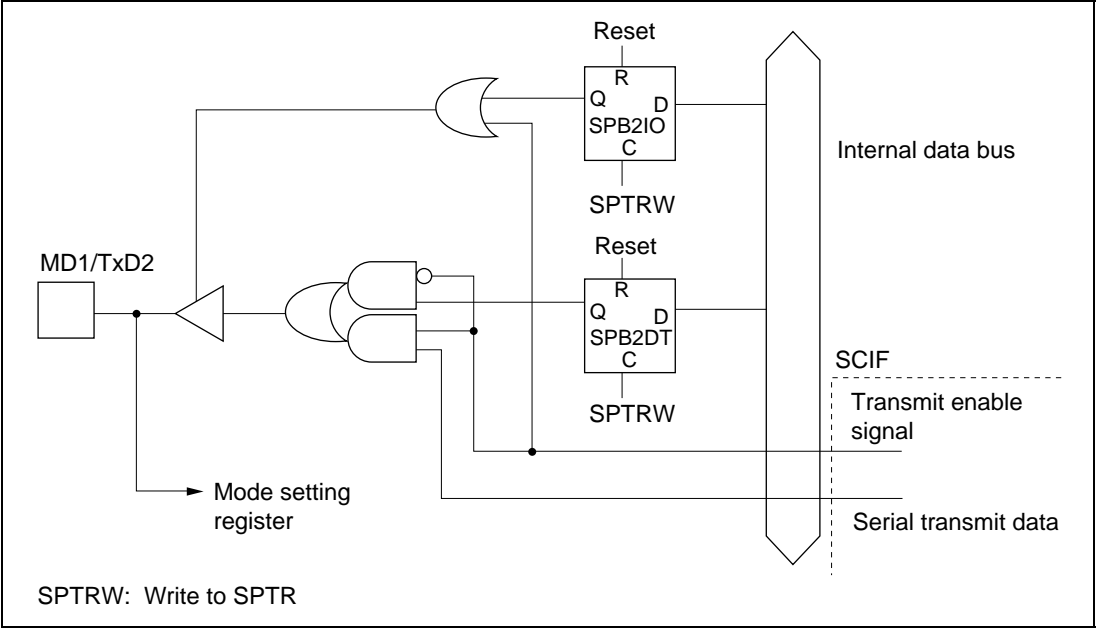 Reset
R
Q
D
SPB2IO
C
SPTRW
Internal data bus
Reset
MD1/TxD2
R
Q
D
SPB2DT
C
SPTRW
SCIF
Transmit enable
signal
Mode setting
register
Serial transmit data
SPTRW: Write to SPTR